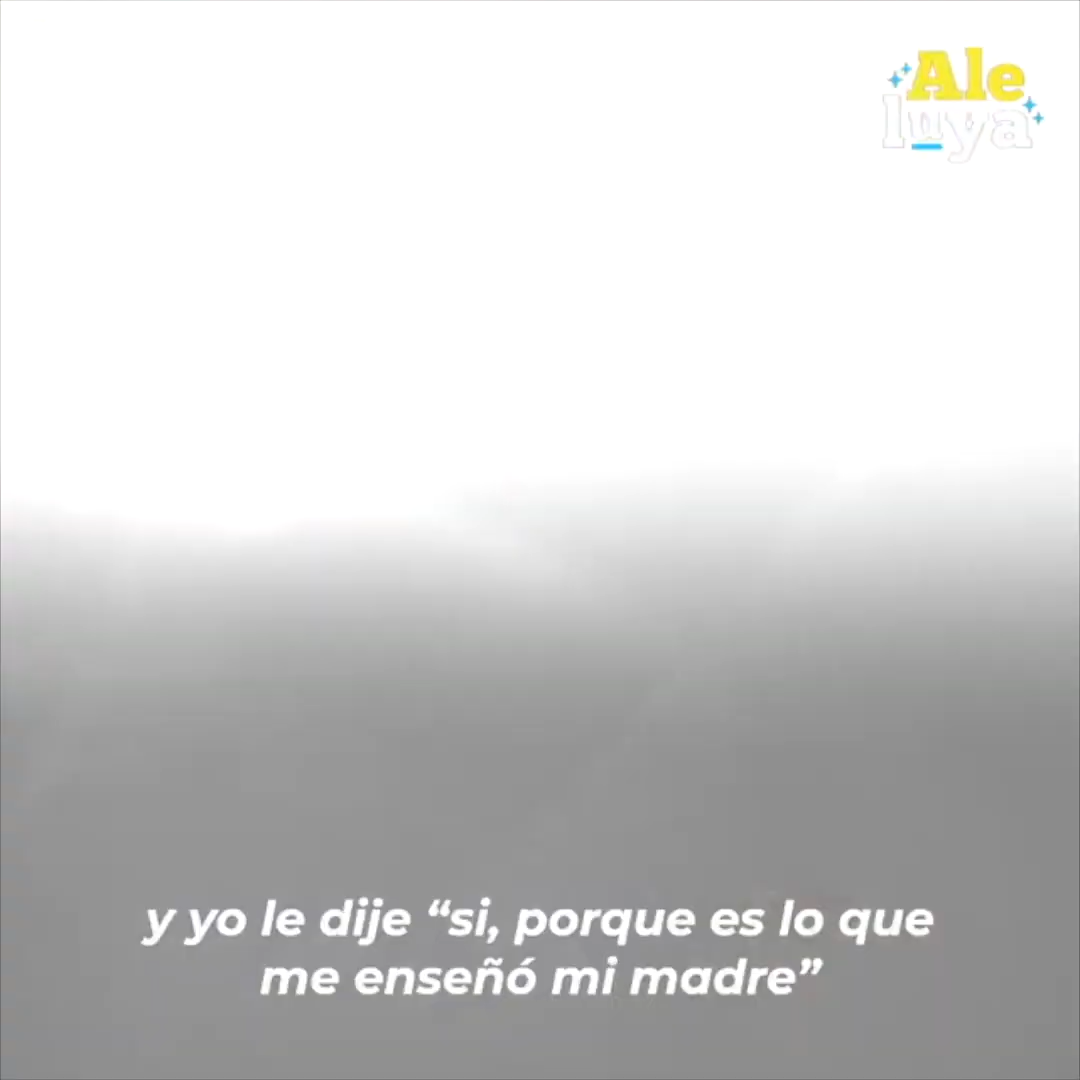 Ale
luya
y yo le dije “si, porque es lo que
me enseñó mi madre”